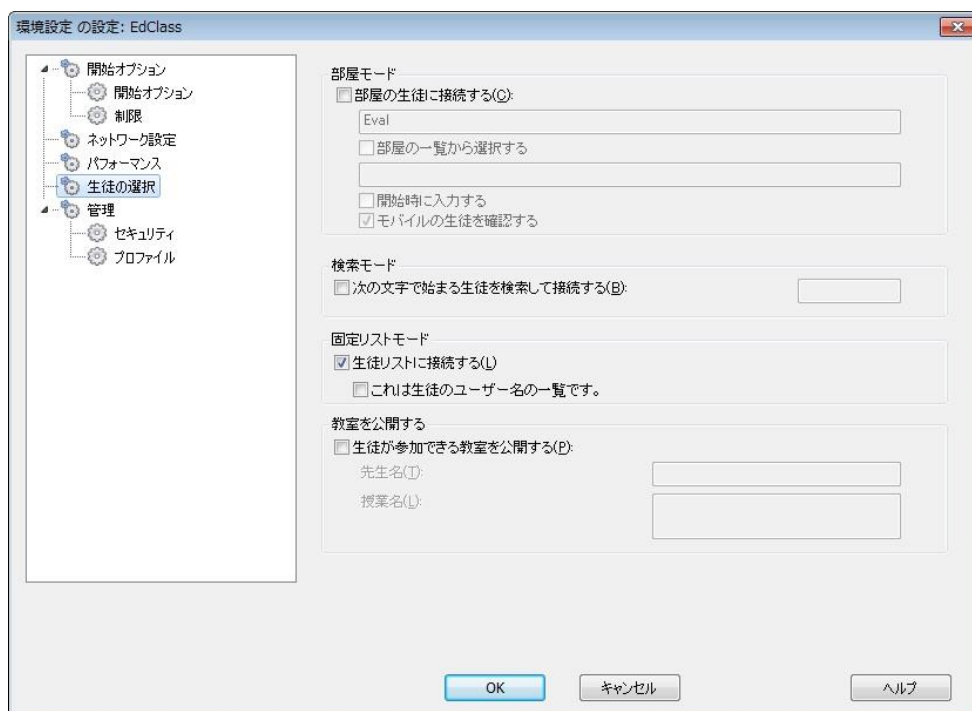 環境設定 の設定: EdClass
開始オプション
開始オプション
制限
ネットワーク設定
パフォーマンス
生徒の選択
管理
セキュリティ
プロファイル
部屋モード
部屋の生徒に接続する(C):
Eval
部屋の一覧から選択する
開始時に入力する
モバイルの生徒を確認する
検索モード
次の文字で始まる生徒を検索して接続する(B):
固定リストモード
生徒リストに接続する(L)
これは生徒のユーザー名の一覧です。
教室を公開する
生徒が参加できる教室を公開する(P):
先生名(T):
授業名(L):
OK
キャンセル
ヘルプ